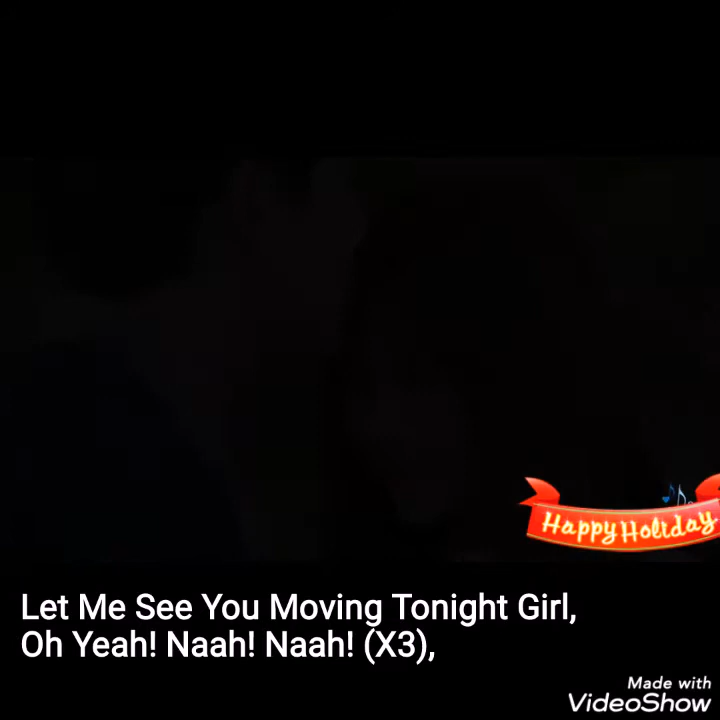 Happy Holiday
Let Me See You Moving Tonight Girl,
Oh Yeah! Naah! Naah! (X3),
Made with
VideoShow